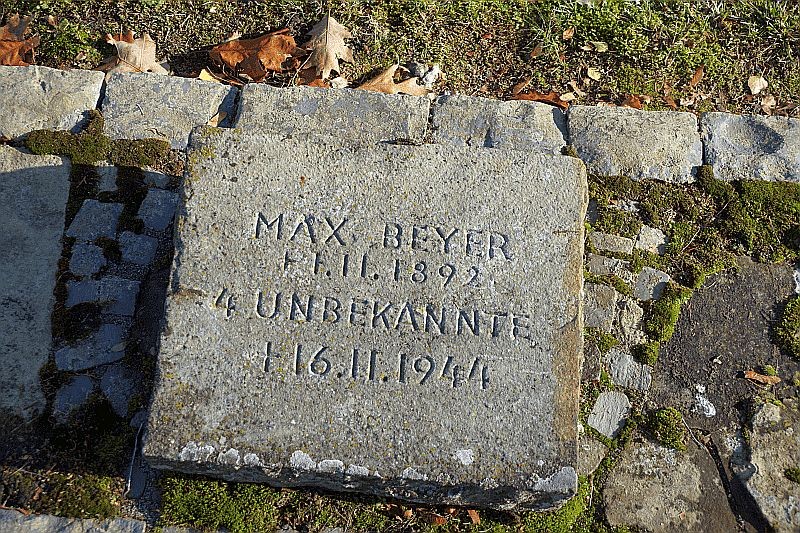 MAX BEYER
*1.11.1892
4 UNBEKANNTE
†16.11.1944